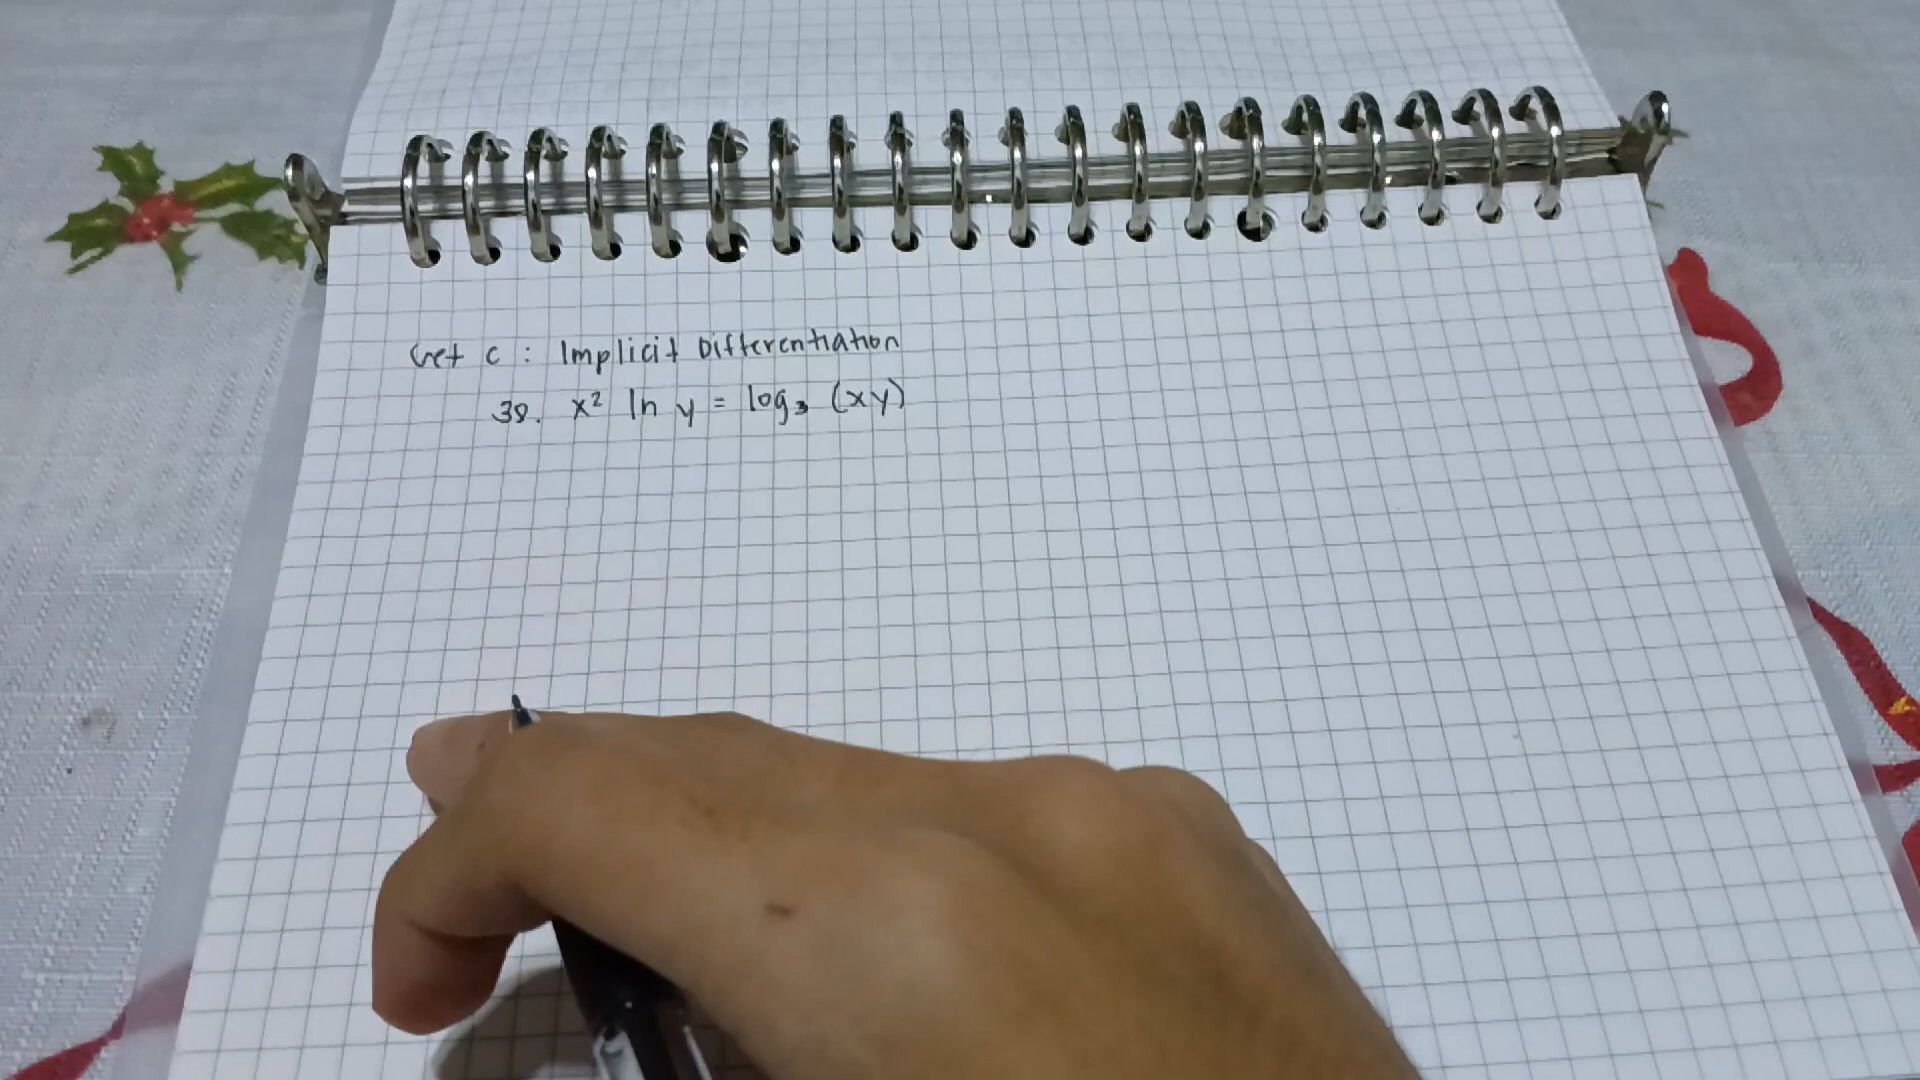 Set C : Implicit Differentiation
38. x² ln y = log₃ (xy)